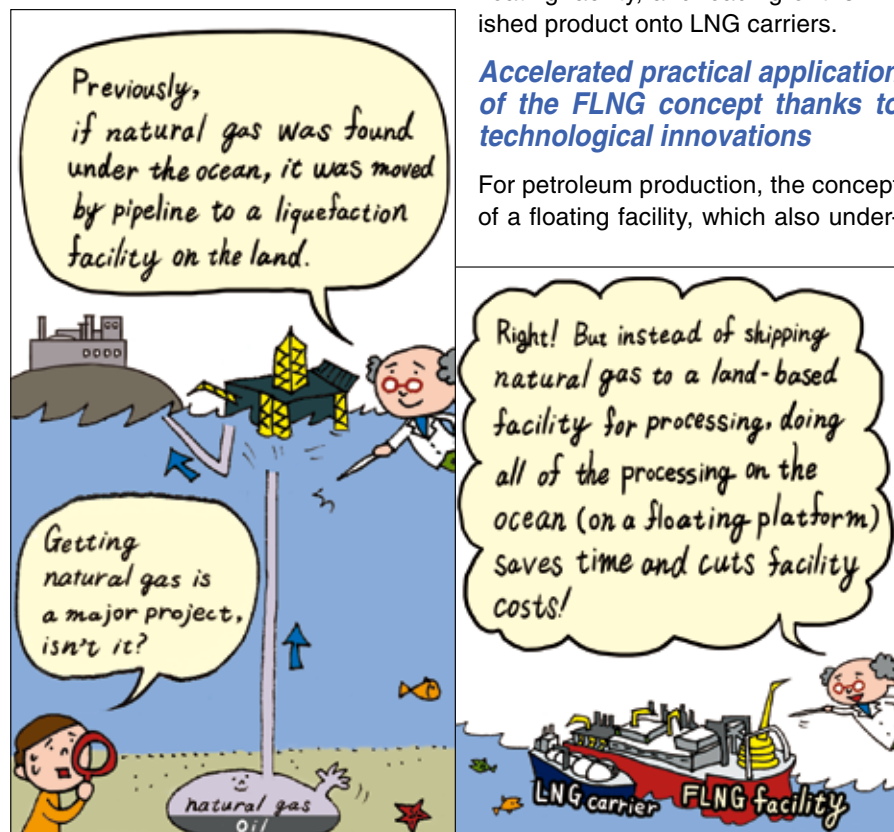 Previously,
if natural gas was found
under the ocean, it was moved
by pipeline to a liquefaction
facility on the land.
Getting
natural gas is
a major project,
isn't it?
natural gas
Oil
ished product onto LNG carriers.
Accelerated practical application
of the FLNG concept thanks to
technological innovations
For petroleum production, the concept
of a floating facility, which also under-
Right! But instead of shipping
natural gas to a land-based
facility for processing, doing
all of the processing on the
ocean (on a floating platform)
saves time and cuts facility
costs!
LNG carrier
FLNG facility